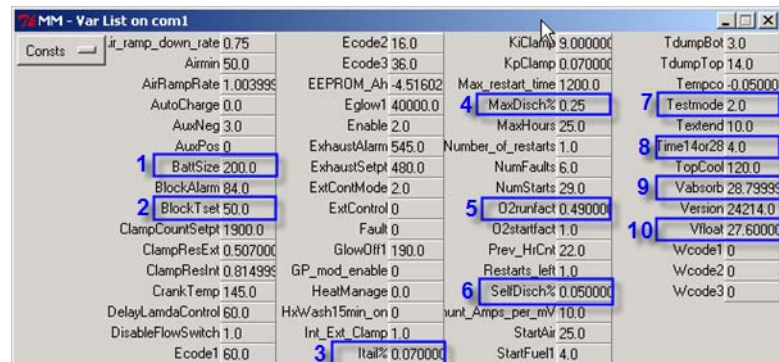 MM - Var List on com1
Consts
ir_ramp_down_rate 0.75
Airmin 50.0
AirRampRate 1.003999
AutoCharge 0.0
AuxNeg 3.0
AuxPos 0
1 BattSize 200.0
BlockAlarm 84.0
2 BlockTset 50.0
ClampCountSetpt 1900.0
ClampResExt 0.507000
ClampResInt 0.814999
CrankTemp 145.0
DelayLamdaControl 60.0
DisableFlowSwitch 1.0
Ecode1 60.0
Ecode2 16.0
Ecode3 36.0
EEPROM_Ah -4.51602
Eglow1 40000.0
Enable 2.0
ExhaustAlarm 545.0
ExhaustSetpt 480.0
ExtContMode 2.0
ExtControl 0
Fault 0
GlowOff1 190.0
GP_mod_enable 0
HeatManage 0.0
HxWash15min_on 0
Int_Ext_Clamp 1.0
3 Itail% 0.070000
KiClamp 9.000000
KpClamp 0.070000
Max_restart_time 1200.0
4 MaxDisch% 0.25
MaxHours 25.0
Number_of_restarts 1.0
NumFaults 6.0
NumStarts 29.0
5 O2runfact 0.490000
O2startfact 1.0
Prev_HrCnt 22.0
Restarts_left 1.0
6 SelfDisch% 0.050000
unt_Amps_per_mV 10.0
StartAir 25.0
StartFuel1 4.0
TdumpBot 3.0
TdumpTop 14.0
Tempco -0.05000
7 Testmode 2.0
Textend 10.0
8 Time14or28 4.0
TopCool 120.0
9 Vabsorb 28.79999
Version 24214.0
10 Vfloat 27.60000
Wcode1 0
Wcode2 0
Wcode3 0